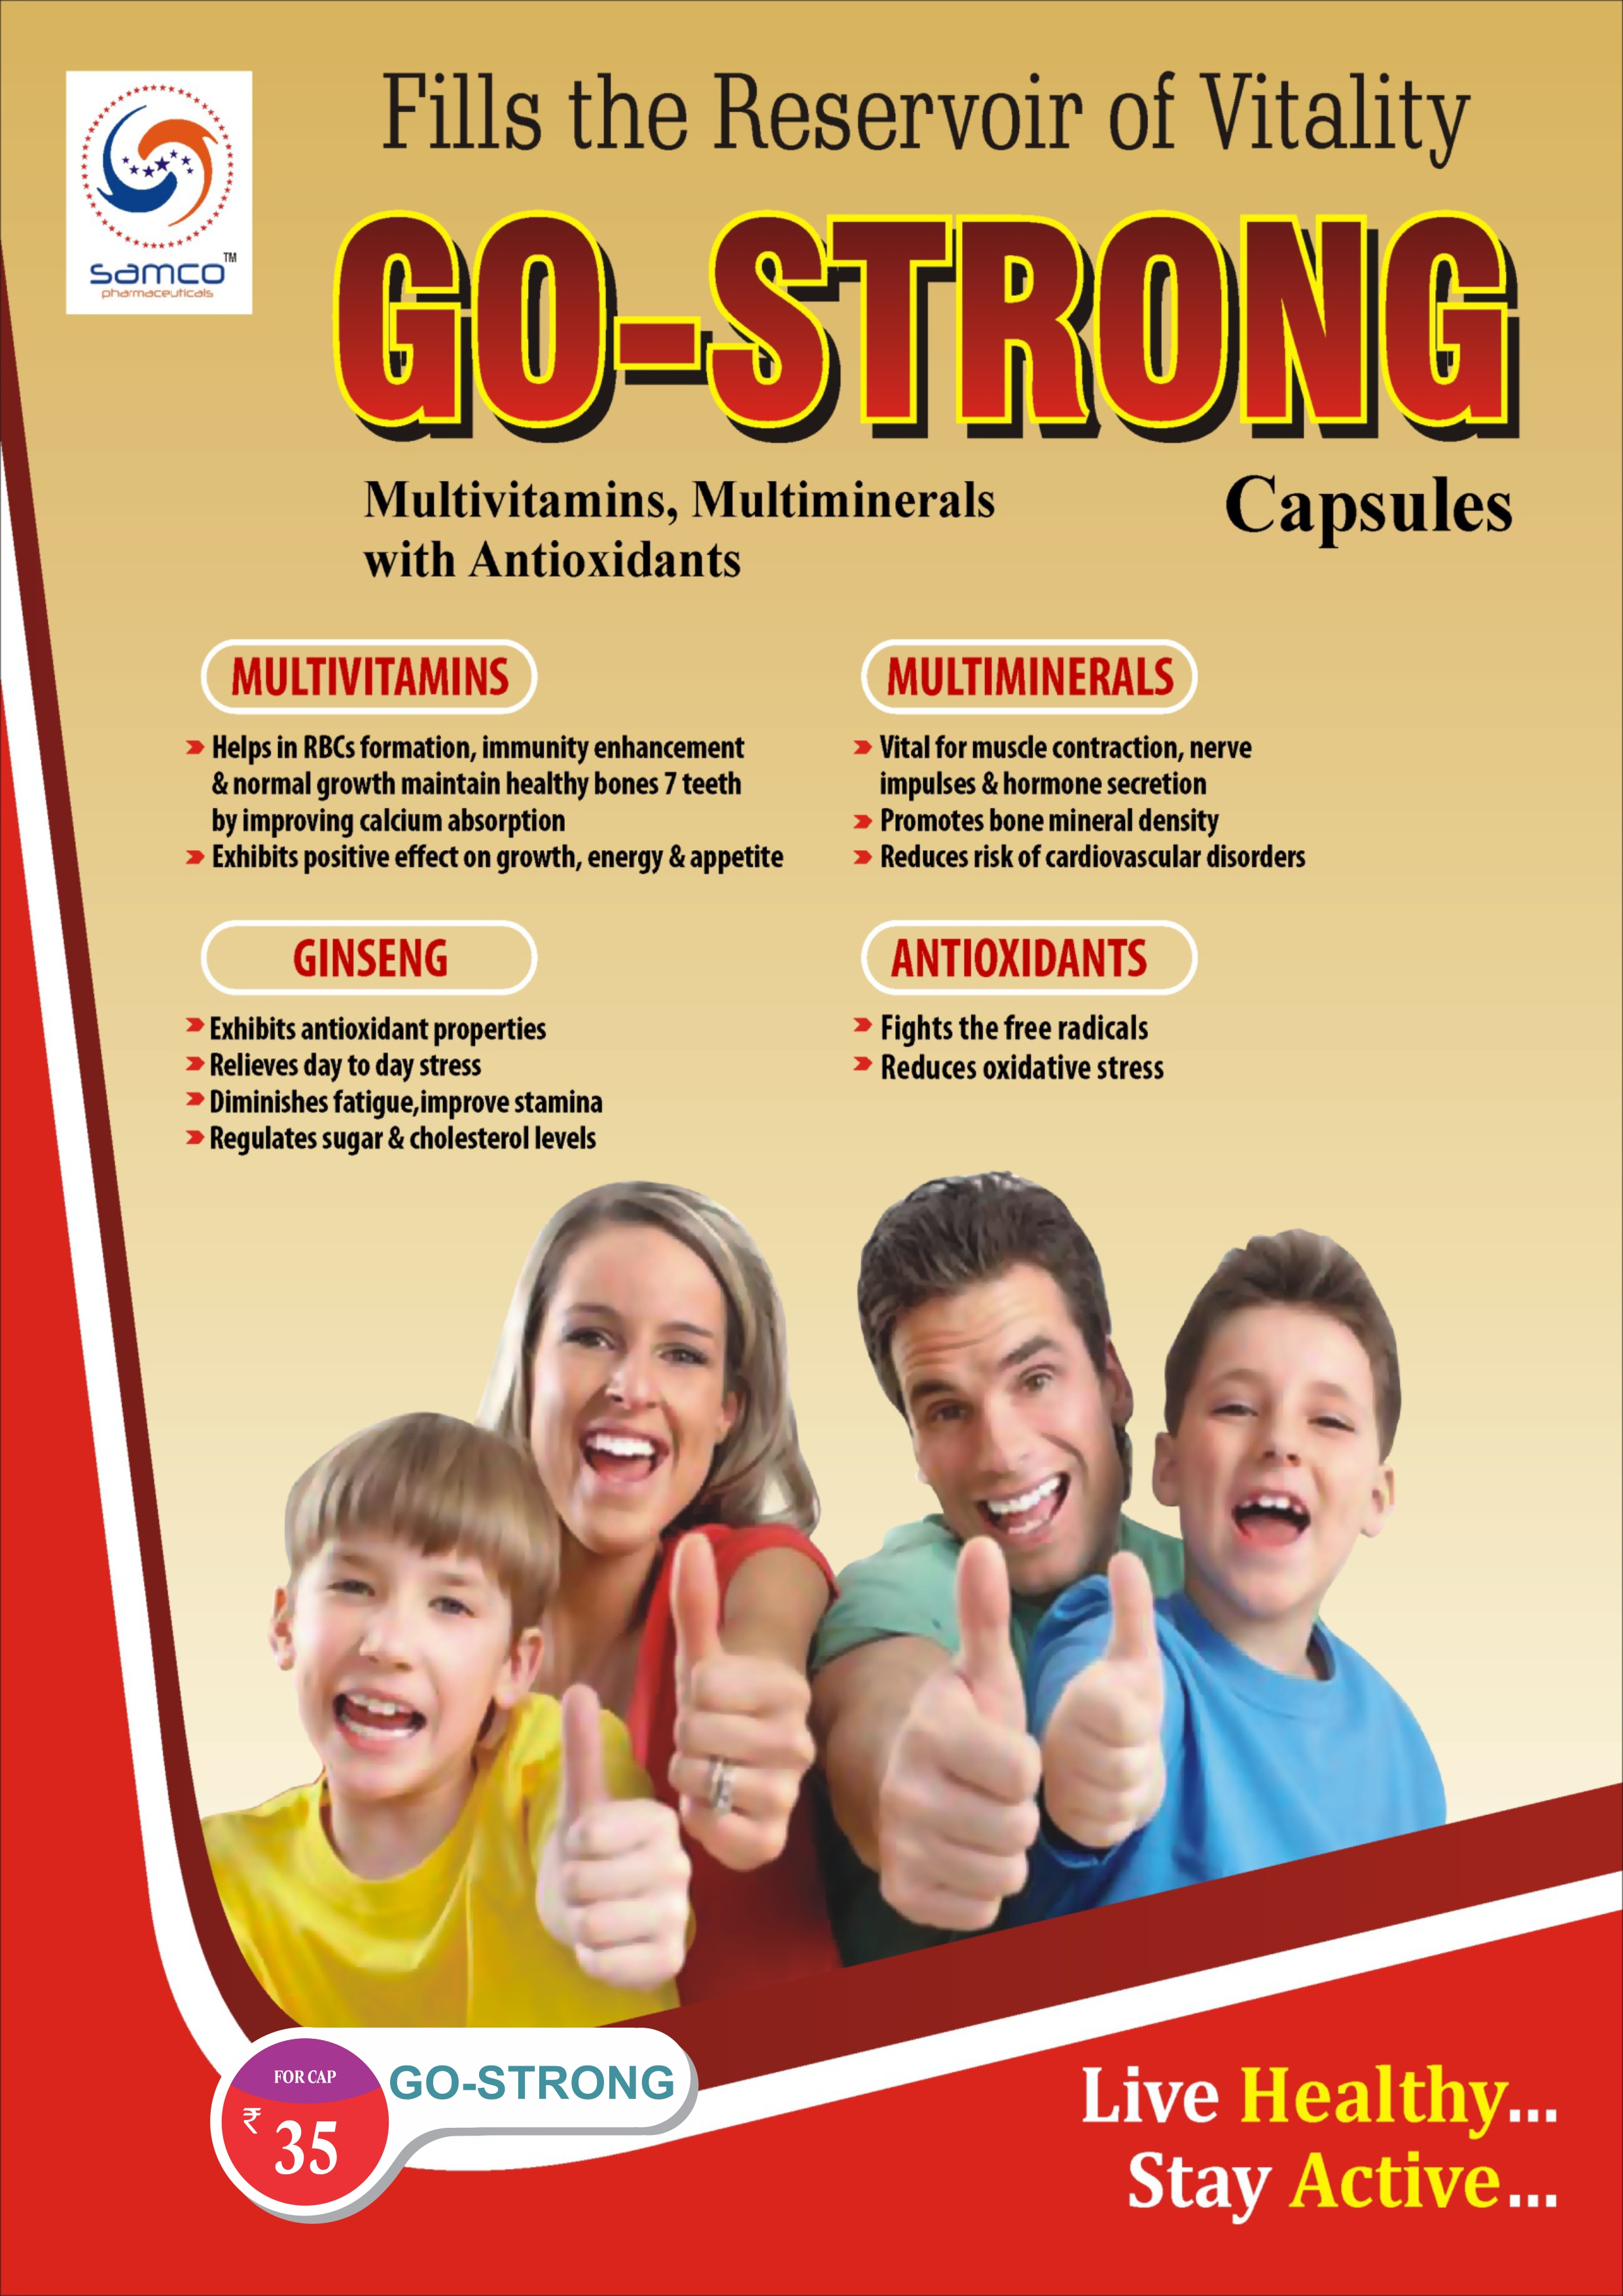 Fills the Reservoir of Vitality
samco TM
pharmaceuticals
GO-STRONG
Multivitamins, Multiminerals
with Antioxidants
Capsules
MULTIVITAMINS
Helps in RBCs formation, immunity enhancement
& normal growth maintain healthy bones 7 teeth
by improving calcium absorption
Exhibits positive effect on growth, energy & appetite
MULTIMINERALS
Vital for muscle contraction, nerve
impulses & hormone secretion
Promotes bone mineral density
Reduces risk of cardiovascular disorders
GINSENG
Exhibits antioxidant properties
Relieves day to day stress
Diminishes fatigue,improve stamina
Regulates sugar & cholesterol levels
ANTIOXIDANTS
Fights the free radicals
Reduces oxidative stress
FOR CAP
₹ 35
GO-STRONG
Live Healthy...
Stay Active...